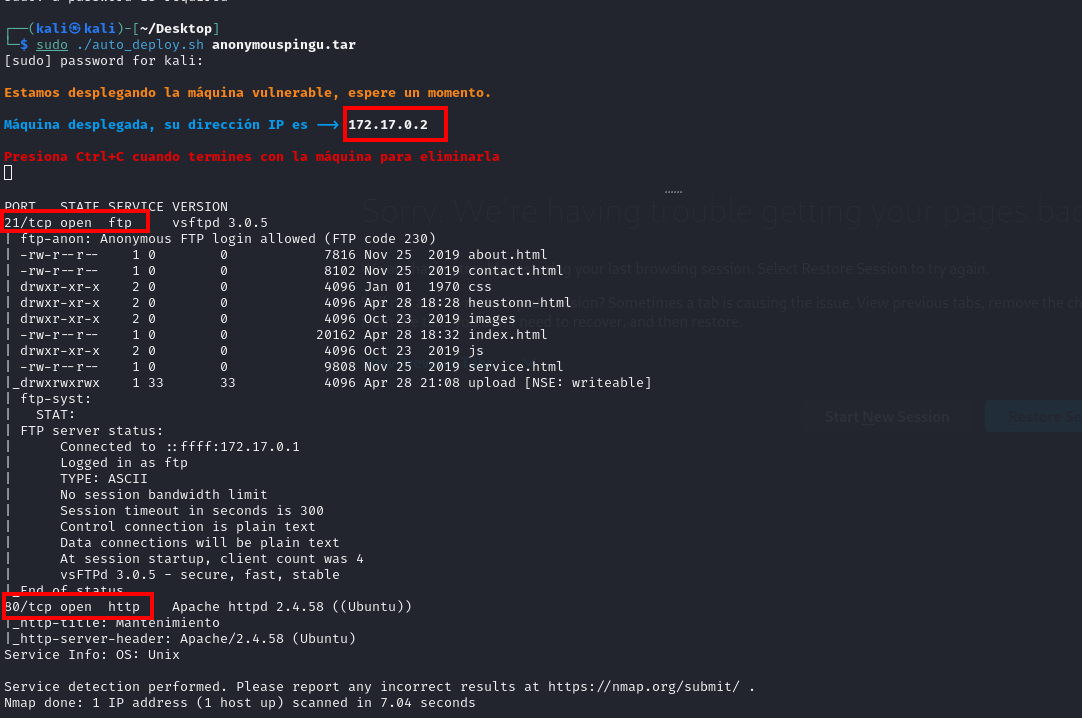 ┌──(kali㉿kali)-[~/Desktop]
└─$ sudo ./auto_deploy.sh anonymouspingu.tar
[sudo] password for kali:
Estamos desplegando la máquina vulnerable, espere un momento.
Máquina desplegada, su dirección IP es ⟶ 172.17.0.2
Presiona Ctrl+C cuando termines con la máquina para eliminarla
PORT   STATE SERVICE VERSION
21/tcp open  ftp     vsftpd 3.0.5
| ftp-anon: Anonymous FTP login allowed (FTP code 230)
| -rw-r--r--    1 0        0            7816 Nov 25  2019 about.html
| -rw-r--r--    1 0        0            8102 Nov 25  2019 contact.html
| drwxr-xr-x    2 0        0            4096 Jan 01  1970 css
| drwxr-xr-x    2 0        0            4096 Apr 28 18:28 heustonn-html
| drwxr-xr-x    2 0        0            4096 Oct 23  2019 images
| -rw-r--r--    1 0        0           20162 Apr 28 18:32 index.html
| drwxr-xr-x    2 0        0            4096 Oct 23  2019 js
| -rw-r--r--    1 0        0            9808 Nov 25  2019 service.html
|_drwxrwxrwx    1 33       33           4096 Apr 28 21:08 upload [NSE: writeable]
| ftp-syst:
|   STAT:
| FTP server status:
|      Connected to ::ffff:172.17.0.1
|      Logged in as ftp
|      TYPE: ASCII
|      No session bandwidth limit
|      Session timeout in seconds is 300
|      Control connection is plain text
|      Data connections will be plain text
|      At session startup, client count was 4
|      vsFTPd 3.0.5 - secure, fast, stable
|_End of status
80/tcp open  http    Apache httpd 2.4.58 ((Ubuntu))
|_http-title: Mantenimiento
|_http-server-header: Apache/2.4.58 (Ubuntu)
Service Info: OS: Unix
Service detection performed. Please report any incorrect results at https://nmap.org/submit/ .
Nmap done: 1 IP address (1 host up) scanned in 7.04 seconds
Sorry. We're having trouble getting your pages bac
your last browsing session. Select Restore Session to try again.
Sometimes a tab is causing the issue. View previous tabs, remove the
need to recover, and then restore.
Start New Session
Restore